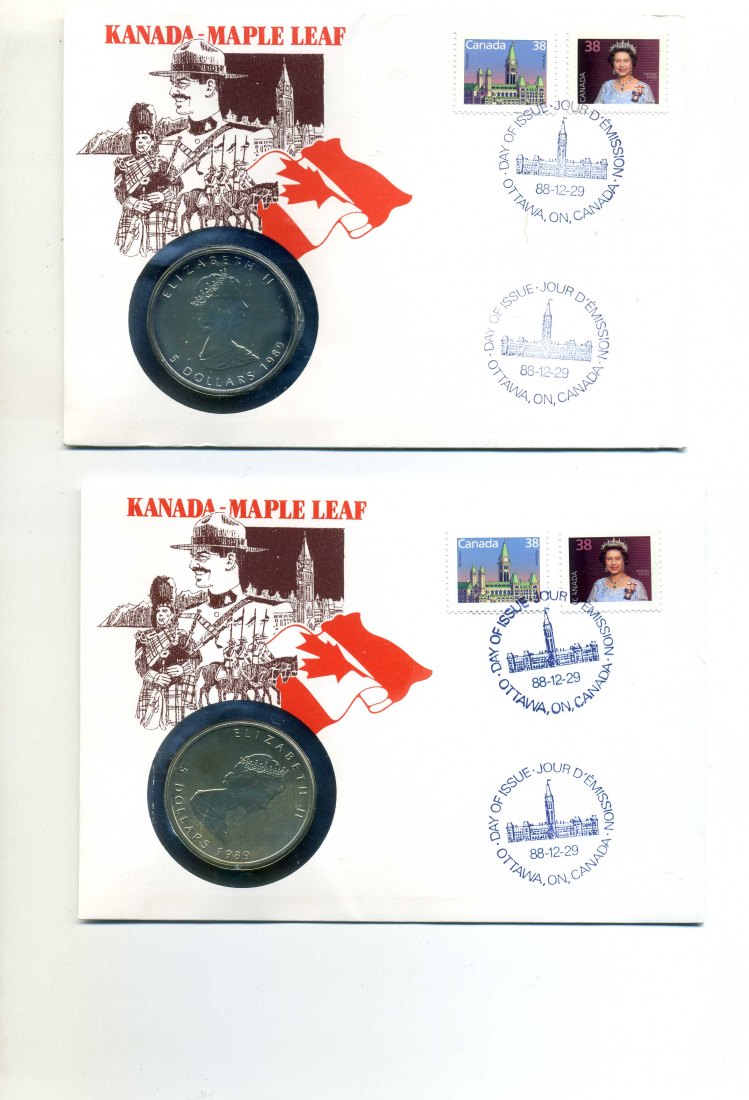 KANADA-MAPLE LEAF
Canada 38
38
CANADA
DAY OF ISSUE · JOUR D'ÉMISSION · OTTAWA, ON, CANADA ·
88-12-29
ELIZABETH II
5 DOLLARS 1989
DAY OF ISSUE · JOUR D'ÉMISSION · OTTAWA, ON, CANADA ·
88-12-29
KANADA-MAPLE LEAF
Canada 38
38
CANADA
DAY OF ISSUE · JOUR D'ÉMISSION · OTTAWA, ON, CANADA ·
88-12-29
ELIZABETH II
5 DOLLARS 1989
DAY OF ISSUE · JOUR D'ÉMISSION · OTTAWA, ON, CANADA ·
88-12-29